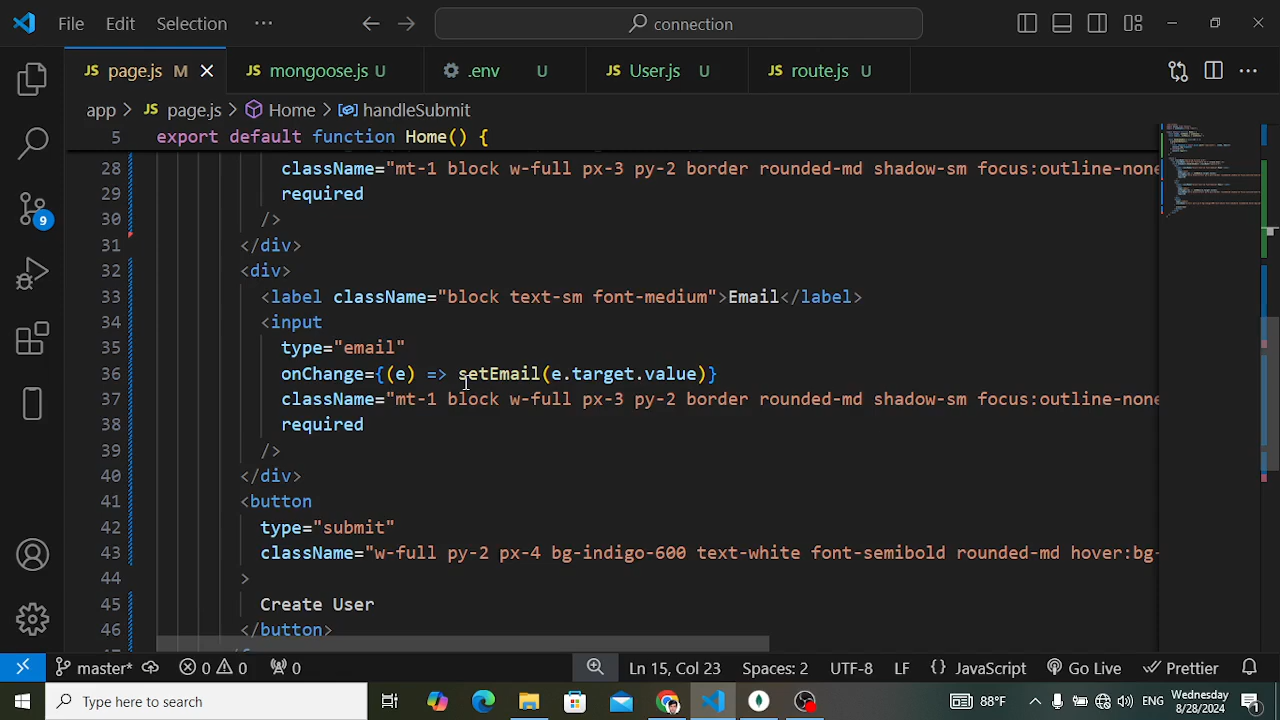 File Edit Selection ··· connection
page.js M mongoose.js U .env U User.js U route.js U
app > page.js > Home > handleSubmit
5 export default function Home() {
28 className="mt-1 block w-full px-3 py-2 border rounded-md shadow-sm focus:outline-none
29 required
30 />
31 </div>
32 <div>
33 <label className="block text-sm font-medium">Email</label>
34 <input
35 type="email"
36 onChange={(e) => setEmail(e.target.value)}
37 className="mt-1 block w-full px-3 py-2 border rounded-md shadow-sm focus:outline-none
38 required
39 />
40 </div>
41 <button
42 type="submit"
43 className="w-full py-2 px-4 bg-indigo-600 text-white font-semibold rounded-md hover:bg-
44 >
45 Create User
46 </button>
9
master* 0 0 0 Ln 15, Col 23 Spaces: 2 UTF-8 LF {} JavaScript Go Live Prettier
Type here to search 88°F ENG Wednesday 8/28/2024 1